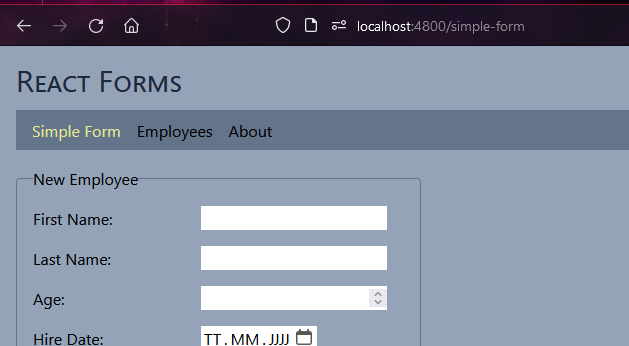 localhost:4800/simple-form
React Forms
Simple Form Employees About
New Employee
First Name:
Last Name:
Age:
Hire Date: TT.MM.JJJJ